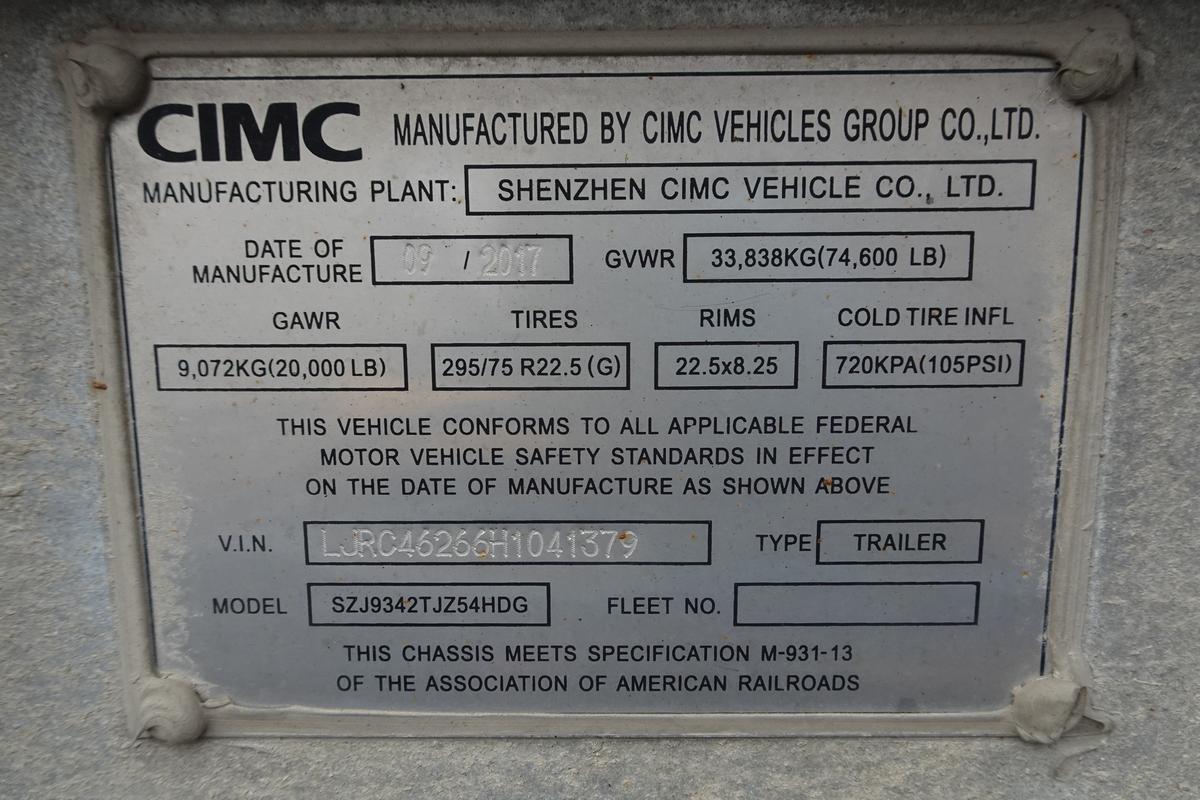 CIMC MANUFACTURED BY CIMC VEHICLES GROUP CO.,LTD.
MANUFACTURING PLANT: SHENZHEN CIMC VEHICLE CO., LTD.
DATE OF MANUFACTURE 09 / 2017 GVWR 33,838KG(74,600 LB)
GAWR TIRES RIMS COLD TIRE INFL
9,072KG(20,000 LB) 295/75 R22.5 (G) 22.5x8.25 720KPA(105PSI)
THIS VEHICLE CONFORMS TO ALL APPLICABLE FEDERAL
MOTOR VEHICLE SAFETY STANDARDS IN EFFECT
ON THE DATE OF MANUFACTURE AS SHOWN ABOVE
V.I.N. LJRC46266H1041379 TYPE TRAILER
MODEL SZJ9342TJZ54HDG FLEET NO.
THIS CHASSIS MEETS SPECIFICATION M-931-13
OF THE ASSOCIATION OF AMERICAN RAILROADS